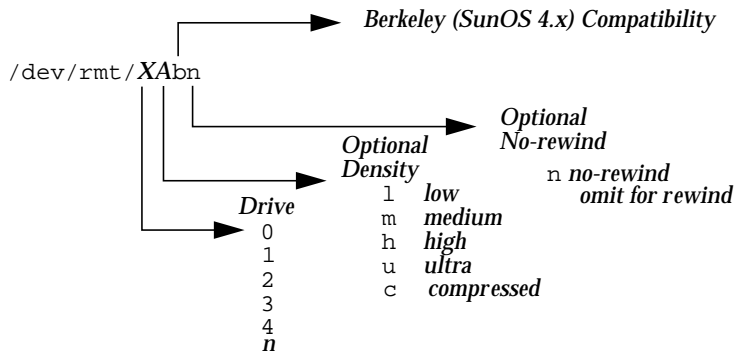 Berkeley (SunOS 4.x) Compatibility
/dev/rmt/XAbn
Optional
No-rewind
n no-rewind
omit for rewind
Optional
Density
l low
m medium
h high
u ultra
c compressed
Drive
0
1
2
3
4
n